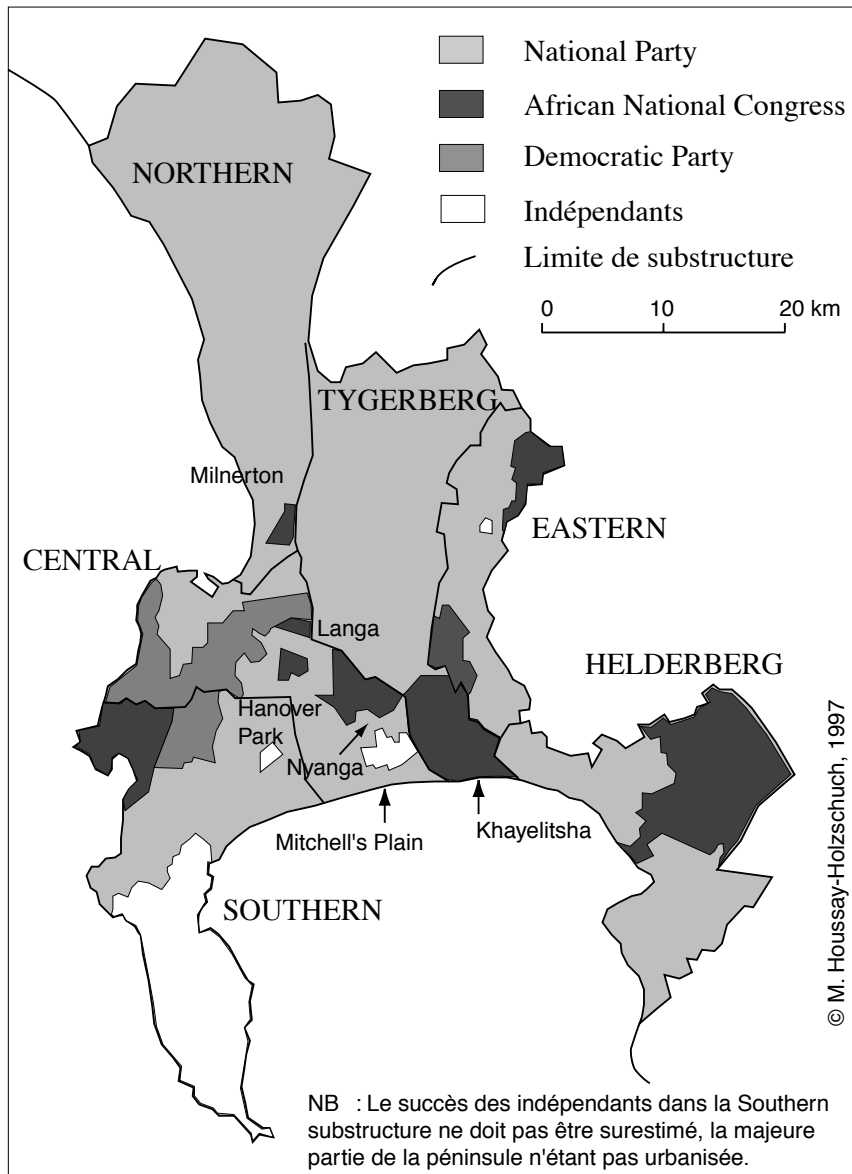 National Party
African National Congress
Democratic Party
Indépendants
Limite de substructure
0 10 20 km
NORTHERN
TYGERBERG
Milnerton
EASTERN
CENTRAL
Langa
HELDERBERG
Hanover
Park
Nyanga
Mitchell's Plain
Khayelitsha
SOUTHERN
© M. Houssay-Holzschuch, 1997
NB : Le succès des indépendants dans la Southern
substructure ne doit pas être surestimé, la majeure
partie de la péninsule n'étant pas urbanisée.